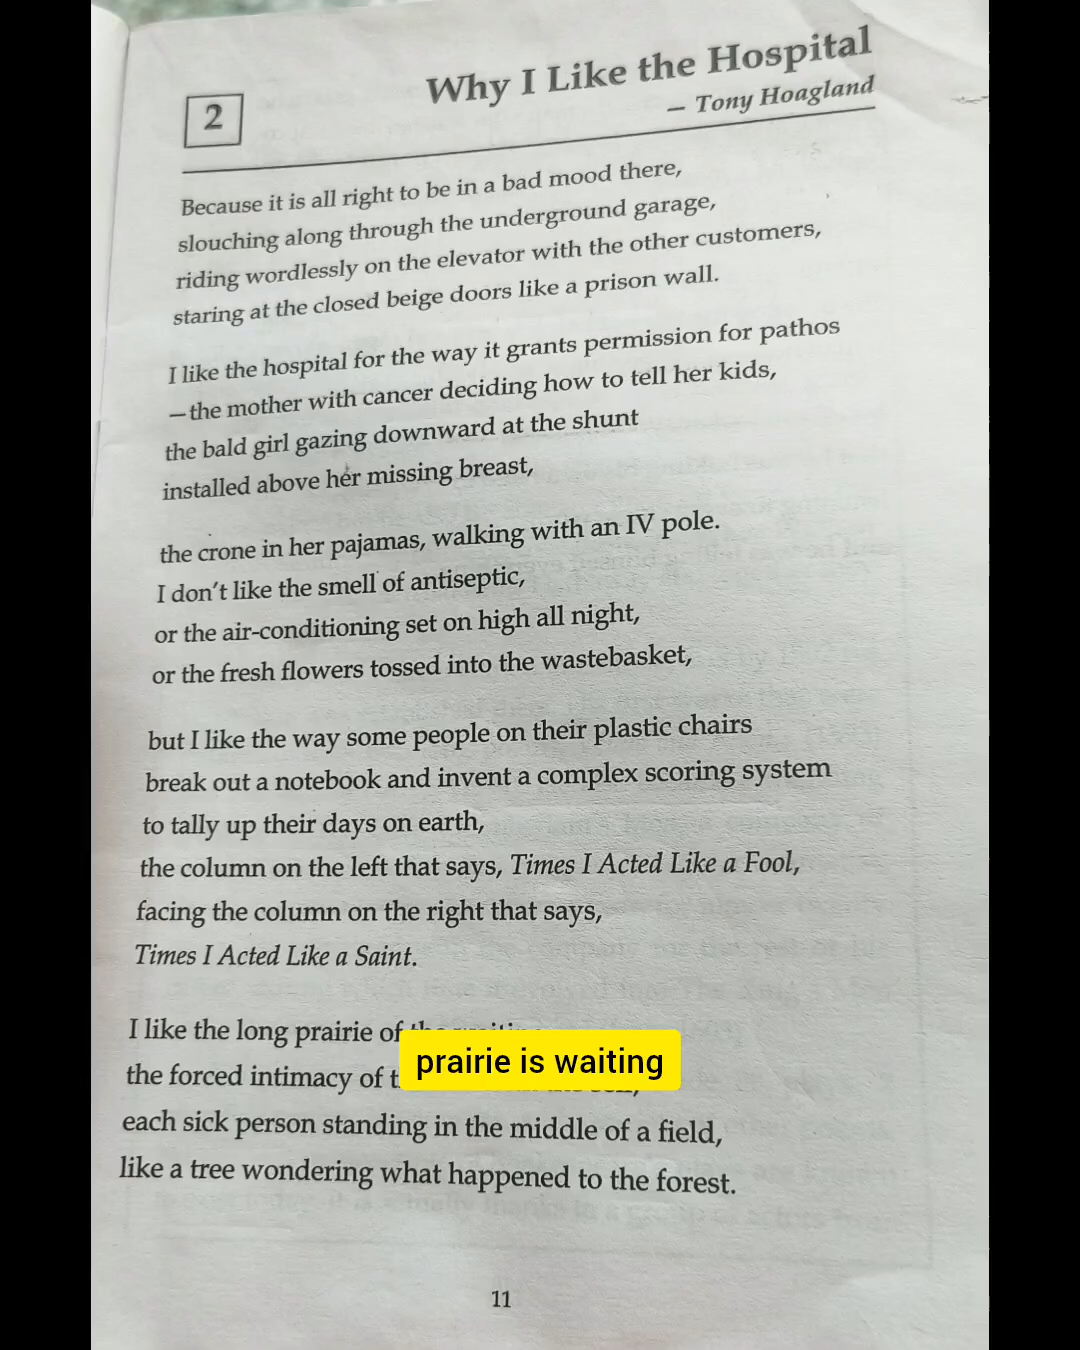 2
Why I Like the Hospital
— Tony Hoagland
Because it is all right to be in a bad mood there,
slouching along through the underground garage,
riding wordlessly on the elevator with the other customers,
staring at the closed beige doors like a prison wall.
I like the hospital for the way it grants permission for pathos
—the mother with cancer deciding how to tell her kids,
the bald girl gazing downward at the shunt
installed above her missing breast,
the crone in her pajamas, walking with an IV pole.
I don't like the smell of antiseptic,
or the air-conditioning set on high all night,
or the fresh flowers tossed into the wastebasket,
but I like the way some people on their plastic chairs
break out a notebook and invent a complex scoring system
to tally up their days on earth,
the column on the left that says, Times I Acted Like a Fool,
facing the column on the right that says,
Times I Acted Like a Saint.
I like the long prairie of
prairie is waiting
the forced intimacy of
each sick person standing in the middle of a field,
like a tree wondering what happened to the forest.
11